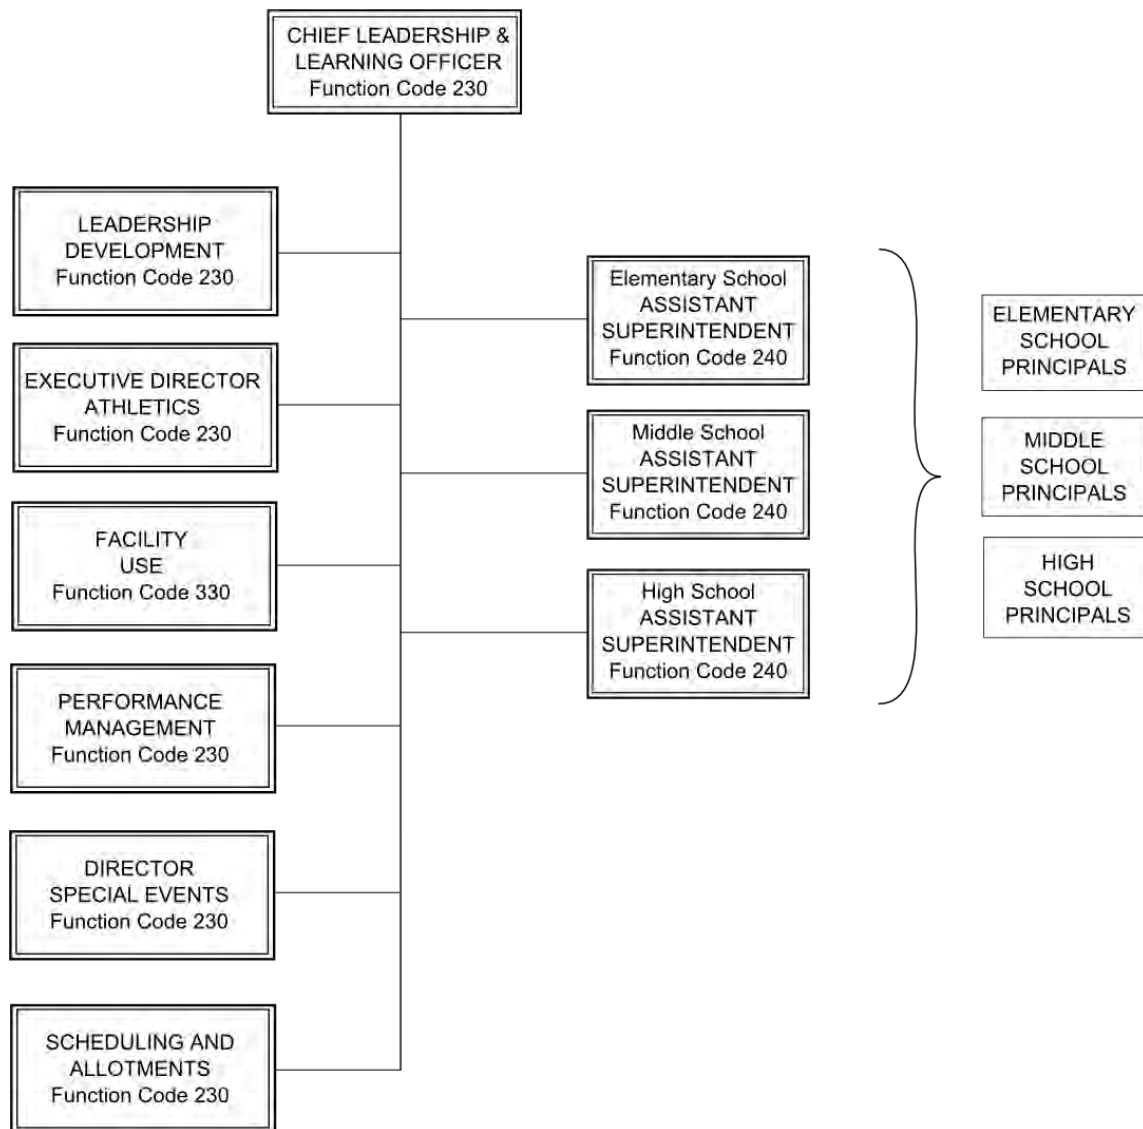 CHIEF LEADERSHIP &
LEARNING OFFICER
Function Code 230
LEADERSHIP
DEVELOPMENT
Function Code 230
EXECUTIVE DIRECTOR
ATHLETICS
Function Code 230
FACILITY
USE
Function Code 330
PERFORMANCE
MANAGEMENT
Function Code 230
DIRECTOR
SPECIAL EVENTS
Function Code 230
SCHEDULING AND
ALLOTMENTS
Function Code 230
Elementary School
ASSISTANT
SUPERINTENDENT
Function Code 240
Middle School
ASSISTANT
SUPERINTENDENT
Function Code 240
High School
ASSISTANT
SUPERINTENDENT
Function Code 240
ELEMENTARY
SCHOOL
PRINCIPALS
MIDDLE
SCHOOL
PRINCIPALS
HIGH
SCHOOL
PRINCIPALS